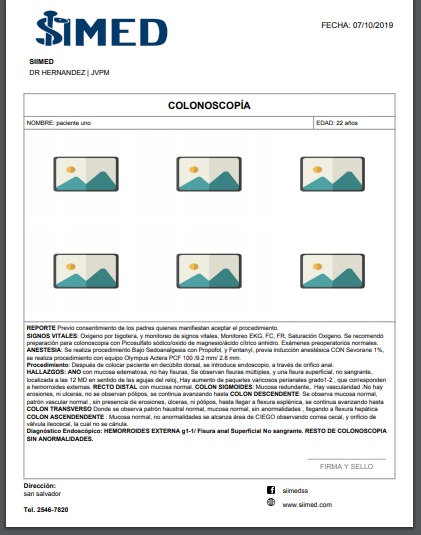 SIIMED
FECHA: 07/10/2019
SIIMED
DR HERNANDEZ | JVPM
COLONOSCOPÍA
NOMBRE: paciente uno
EDAD: 22 años
REPORTE Previo consentimiento de los padres quienes manifiestan aceptar el procedimiento.
SIGNOS VITALES: Oxigeno por bigotera, y monitoreo de signos vitales, Monitoreo EKG, FC, FR, Saturación Oxigeno. Se recomendó
preparación para colonoscopia con Picosulfato sódico/oxido de magnesio/ácido cítrico anhidro. Exámenes preoperatorios normales.
ANESTESIA: Se realiza procedimiento Bajo Sedoanalgesia con Propofol, y Fentanyl, previa inducción anestésica CON Sevorane 1%,
se realiza procedimiento con equipo Olympus Actera PCF 100 /9.2 mm/ 2.8 mm.
Procedimiento: Después de colocar paciente en decúbito dorsal, se introduce endoscopio, a través de orifico anal.
HALLAZGOS: ANO con mucosa edematosa, no hay fisuras, Se observan fisuras múltiples, y una fisura superficial, no sangrante,
localizada a las 12 MD en sentido de las agujas del reloj, Hay aumento de paquetes varicosos perianales grado1-2 , que corresponden
a hemorroides externas. RECTO DISTAL con mucosa normal. COLON SIGMOIDES: Mucosa redundante,, Hay vascularidad .No hay
erosiones, ni ulceras, no se observan pólipos, se continua avanzando hasta COLON DESCENDENTE. Se observa mucosa normal,
patrón vascular normal , sin presencia de erosiones, úlceras, ni pólipos, hasta llegar a flexura esplénica, se continua avanzando hasta
COLON TRANSVERSO Donde se observa patrón haustral normal, mucosa normal, sin anormalidades , llegando a flexura hepática
COLON ASCENDENDENTE : Mucosa normal, no anormalidades se alcanza área de CIEGO observando correa cecal, y orificio de
válvula ileocecal, la cual no se cánula.
Diagnóstico Endoscópico: HEMORROIDES EXTERNA g1-1/ Fisura anal Superficial No sangrante. RESTO DE COLONOSCOPIA
SIN ANORMALIDADES.
FIRMA Y SELLO
Dirección:
san salvador
siimedss
www.siimed.com
Tel. 2546-7820